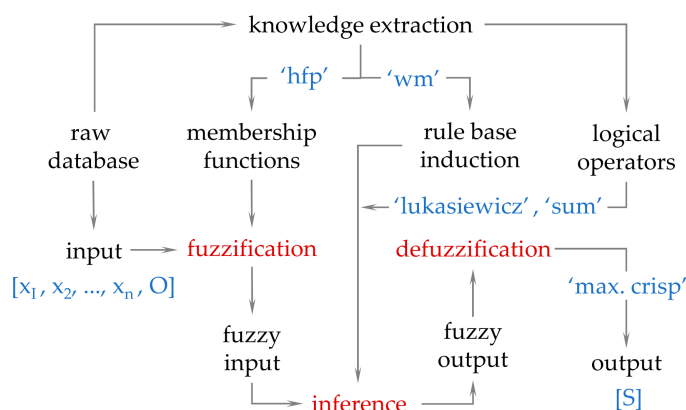 knowledge extraction
‘hfp’
‘wm’
raw
database
membership
functions
rule base
induction
logical
operators
‘lukasiewicz’ , ‘sum’
input
fuzzification
defuzzification
[x₁ , x₂, ..., xₙ , O]
‘max. crisp’
fuzzy
input
fuzzy
output
output
inference
[S]